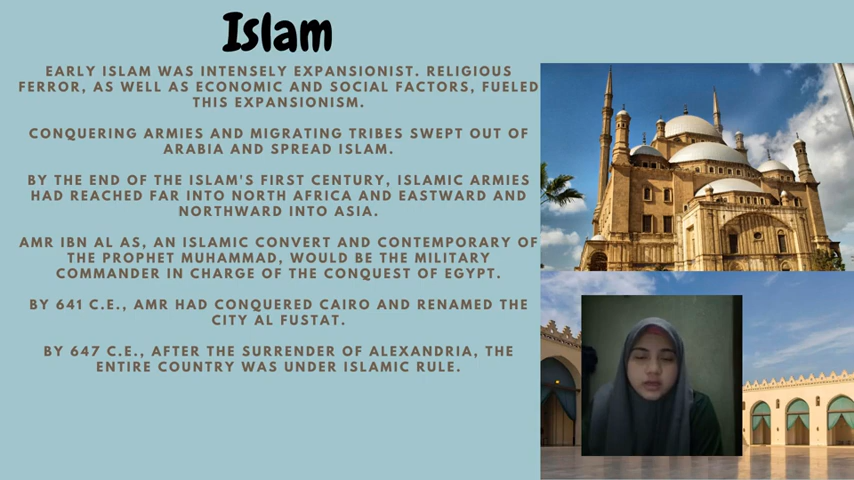 Islam
EARLY ISLAM WAS INTENSELY EXPANSIONIST. RELIGIOUS
FERROR, AS WELL AS ECONOMIC AND SOCIAL FACTORS, FUELED
THIS EXPANSIONISM.
CONQUERING ARMIES AND MIGRATING TRIBES SWEPT OUT OF
ARABIA AND SPREAD ISLAM.
BY THE END OF THE ISLAM'S FIRST CENTURY, ISLAMIC ARMIES
HAD REACHED FAR INTO NORTH AFRICA AND EASTWARD AND
NORTHWARD INTO ASIA.
AMR IBN AL AS, AN ISLAMIC CONVERT AND CONTEMPORARY OF
THE PROPHET MUHAMMAD, WOULD BE THE MILITARY
COMMANDER IN CHARGE OF THE CONQUEST OF EGYPT.
BY 641 C.E., AMR HAD CONQUERED CAIRO AND RENAMED THE
CITY AL FUSTAT.
BY 647 C.E., AFTER THE SURRENDER OF ALEXANDRIA, THE
ENTIRE COUNTRY WAS UNDER ISLAMIC RULE.